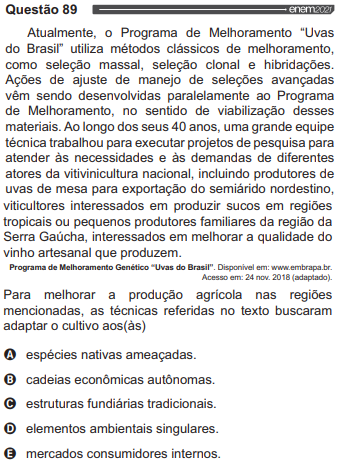 Questão 89 enem2021
Atualmente, o Programa de Melhoramento “Uvas
do Brasil” utiliza métodos clássicos de melhoramento,
como seleção massal, seleção clonal e hibridações.
Ações de ajuste de manejo de seleções avançadas
vêm sendo desenvolvidas paralelamente ao Programa
de Melhoramento, no sentido de viabilização desses
materiais. Ao longo dos seus 40 anos, uma grande equipe
técnica trabalhou para executar projetos de pesquisa para
atender às necessidades e às demandas de diferentes
atores da vitivinicultura nacional, incluindo produtores de
uvas de mesa para exportação do semiárido nordestino,
viticultores interessados em produzir sucos em regiões
tropicais ou pequenos produtores familiares da região da
Serra Gaúcha, interessados em melhorar a qualidade do
vinho artesanal que produzem.
Programa de Melhoramento Genético “Uvas do Brasil”. Disponível em: www.embrapa.br.
Acesso em: 24 nov. 2018 (adaptado).
Para melhorar a produção agrícola nas regiões
mencionadas, as técnicas referidas no texto buscaram
adaptar o cultivo aos(às)
A espécies nativas ameaçadas.
B cadeias econômicas autônomas.
C estruturas fundiárias tradicionais.
D elementos ambientais singulares.
E mercados consumidores internos.